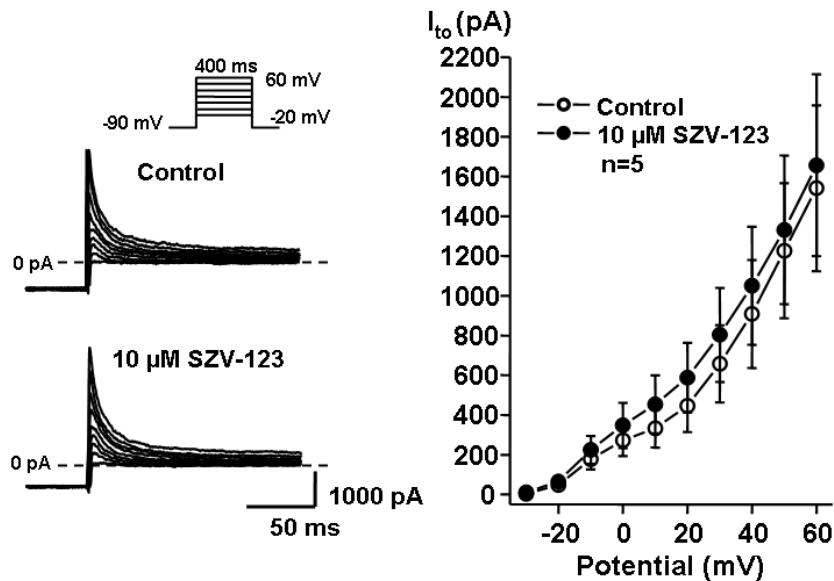 400 ms
60 mV
-90 mV
-20 mV
Control
0 pA
10 µM SZV-123
0 pA
1000 pA
50 ms
I_to (pA)
2200
2000
1800
1600
1400
1200
1000
800
600
400
200
0
Control
10 µM SZV-123
n=5
-20 0 20 40 60
Potential (mV)